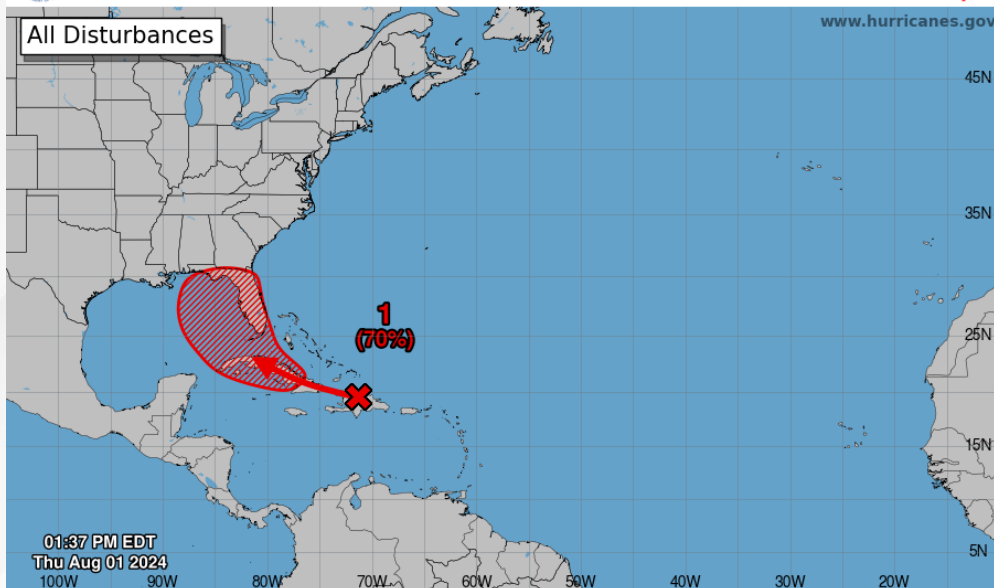 All Disturbances
www.hurricanes.gov
45N
35N
1
(70%)
25N
15N
01:37 PM EDT
Thu Aug 01 2024
5N
100W 90W 80W 70W 60W 50W 40W 30W 20W